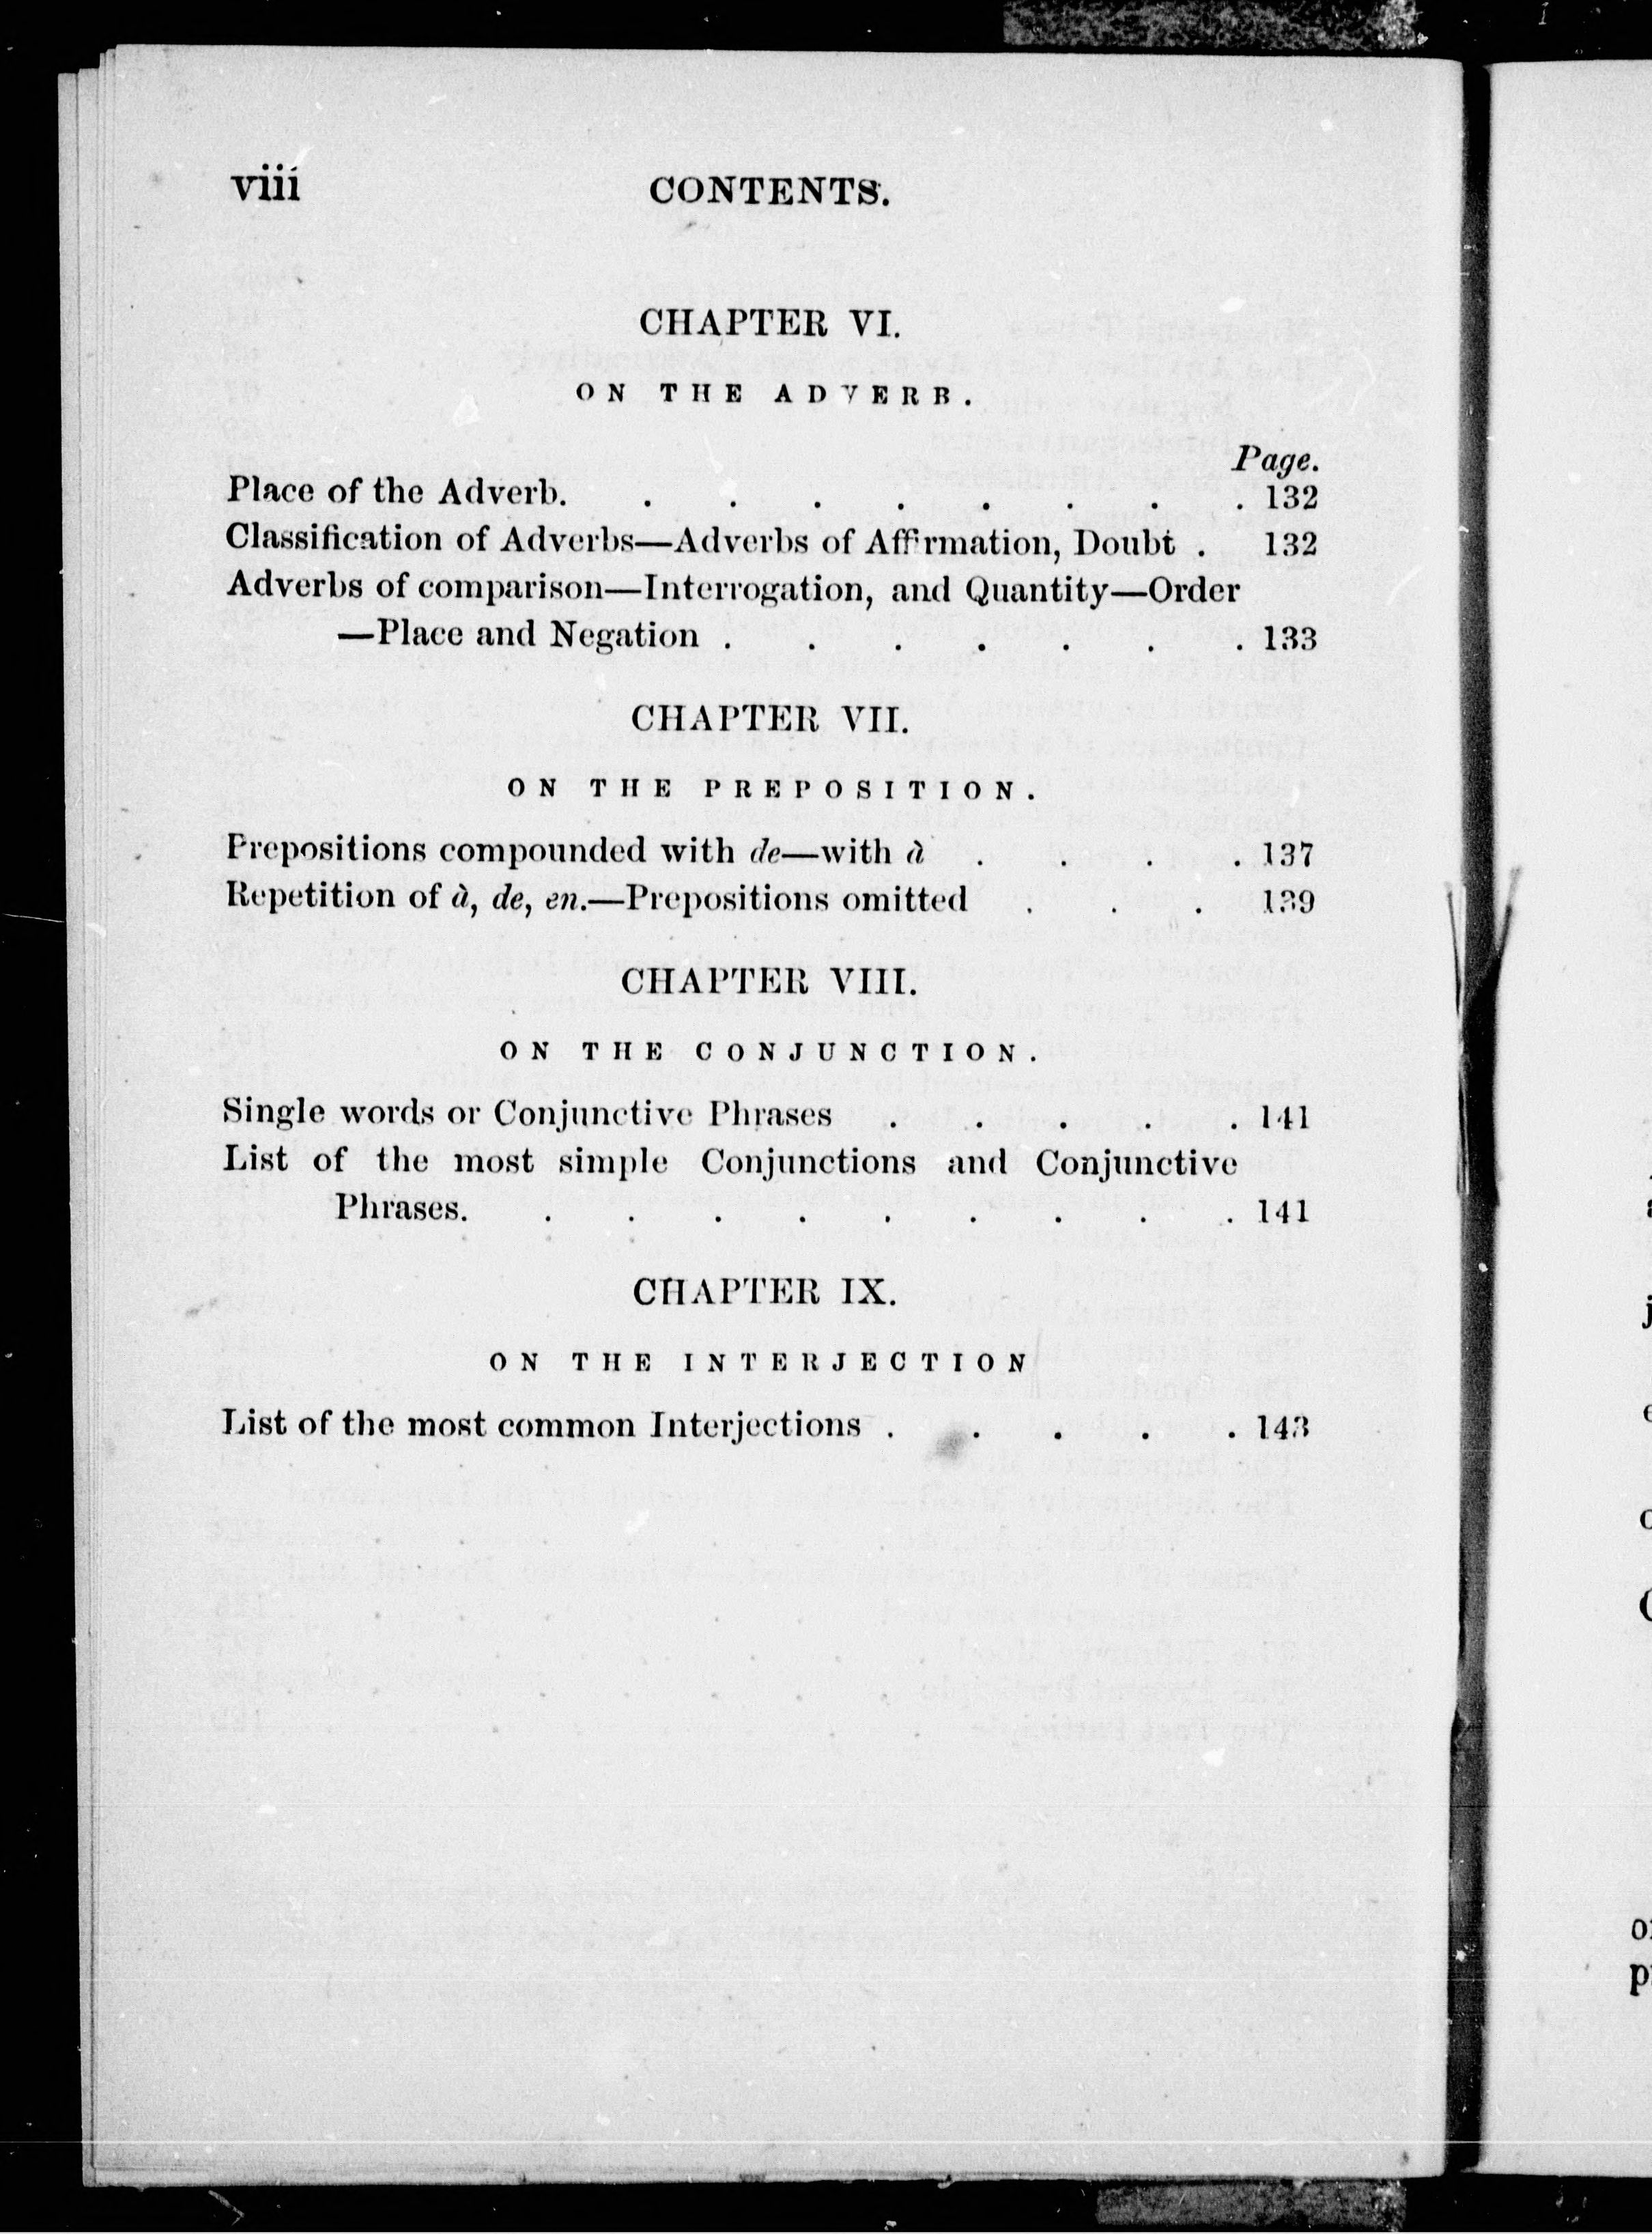 viii CONTENTS.
CHAPTER VI.
ON THE ADVERB.
Page.
Place of the Adverb. . . . . . . . . 132
Classification of Adverbs—Adverbs of Affirmation, Doubt . 132
Adverbs of comparison—Interrogation, and Quantity—Order
—Place and Negation . . . . . . . 133
CHAPTER VII.
ON THE PREPOSITION.
Prepositions compounded with de—with à . . . . 137
Repetition of à, de, en.—Prepositions omitted . . . 139
CHAPTER VIII.
ON THE CONJUNCTION.
Single words or Conjunctive Phrases . . . . . 141
List of the most simple Conjunctions and Conjunctive
Phrases. . . . . . . . . . 141
CHAPTER IX.
ON THE INTERJECTION
List of the most common Interjections . . . . . 143